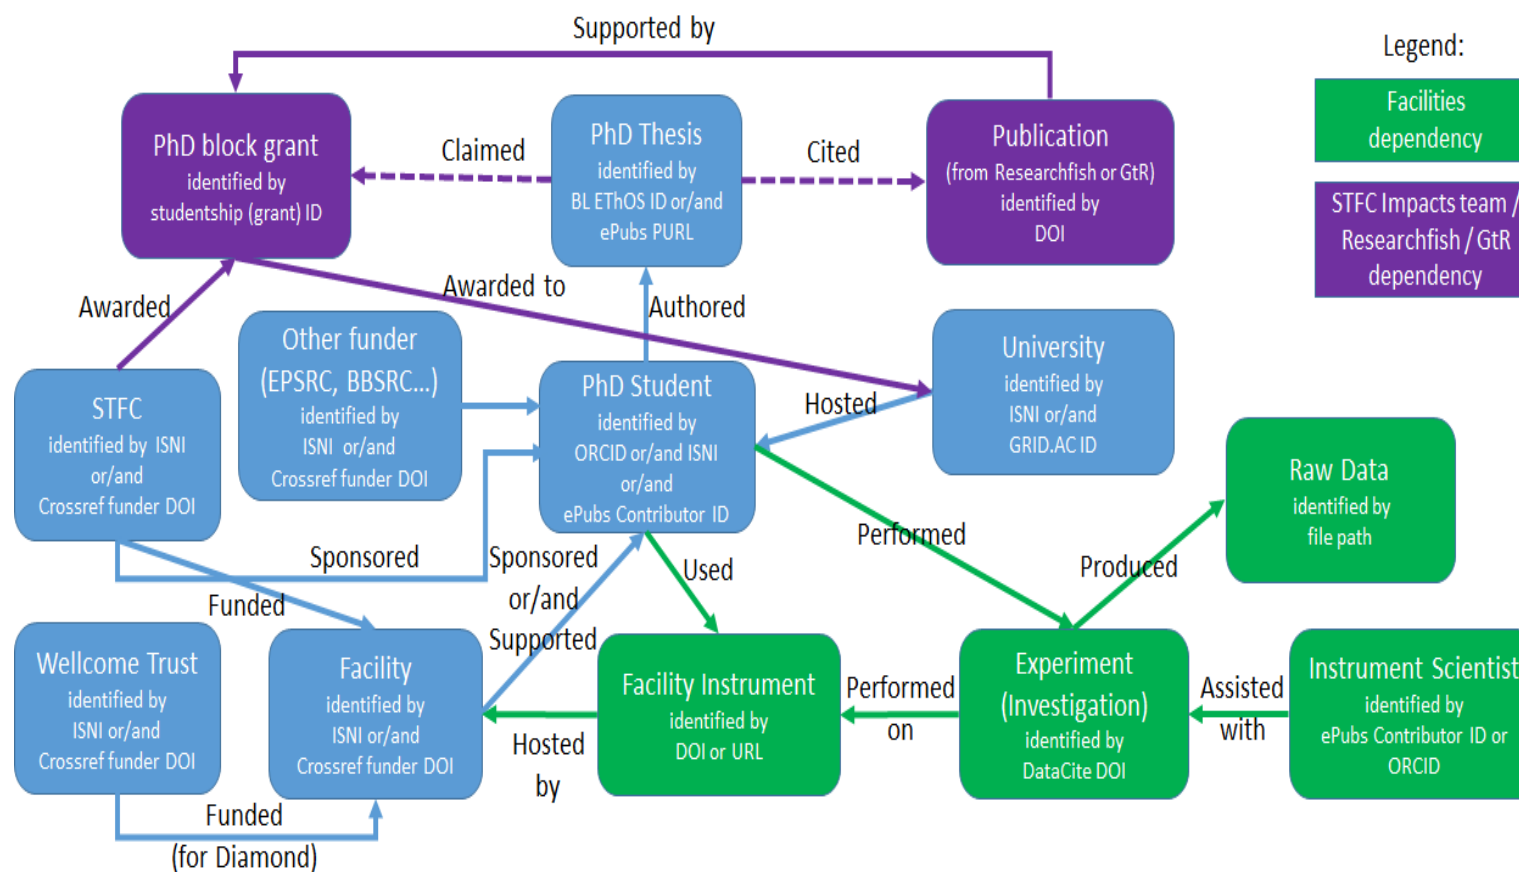 Supported by
Legend:
Facilities
dependency
STFC Impacts team /
Researchfish / GtR
dependency
PhD block grant
identified by
studentship (grant) ID
Claimed
PhD Thesis
identified by
BL EThOS ID or/and
ePubs PURL
Cited
Publication
(from Researchfish or GtR)
identified by
DOI
Awarded
Awarded to
Authored
Other funder
(EPSRC, BBSRC...)
identified by
ISNI or/and
Crossref funder DOI
STFC
identified by ISNI
or/and
Crossref funder DOI
PhD Student
identified by
ORCID or/and ISNI
or/and
ePubs Contributor ID
Hosted
University
identified by
ISNI or/and
GRID.AC ID
Raw Data
identified by
file path
Sponsored
Sponsored
or/and
Supported
Used
Performed
Produced
Funded
Wellcome Trust
identified by
ISNI or/and
Crossref funder DOI
Facility
identified by
ISNI or/and
Crossref funder DOI
Hosted
by
Facility Instrument
identified by
DOI or URL
Performed
on
Experiment
(Investigation)
identified by
DataCite DOI
Assisted
with
Instrument Scientist
identified by
ePubs Contributor ID or
ORCID
Funded
(for Diamond)